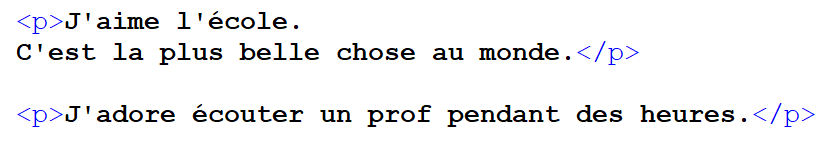 <p>J'aime l'école.
C'est la plus belle chose au monde.</p>
<p>J'adore écouter un prof pendant des heures.</p>